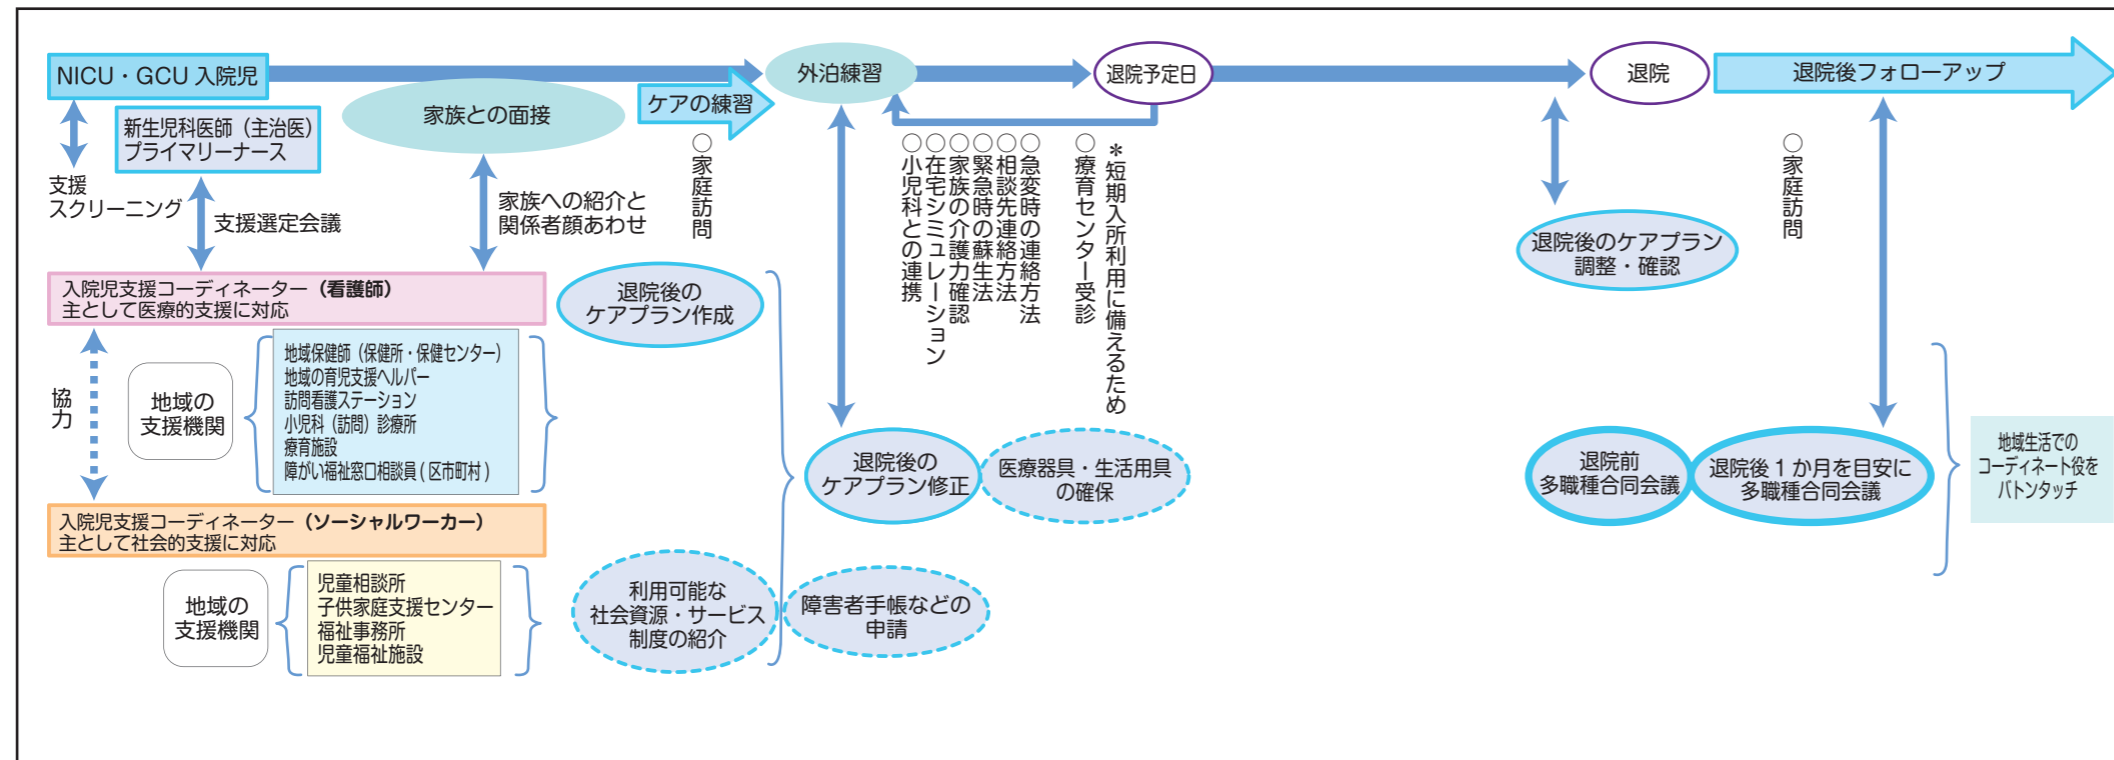 NICU・GCU 入院児
外泊練習
退院予定日
退院
退院後フォローアップ
新生児科医師（主治医）
プライマリーナース
家族との面接
ケアの練習
支援
スクリーニング
支援選定会議
家族への紹介と
関係者顔あわせ
○家庭訪問
＊短期入所利用に備えるため
○療育センター受診
○急変時の連絡方法
○相談先連絡方法
○緊急時の蘇生法
○家族の介護力確認
○在宅シミュレーション
○小児科との連携
○家庭訪問
退院後のケアプラン
調整・確認
入院児支援コーディネーター（看護師）
主として医療的支援に対応
退院後の
ケアプラン作成
協力
地域の
支援機関
地域保健師（保健所・保健センター）
地域の育児支援ヘルパー
訪問看護ステーション
小児科（訪問）診療所
療育施設
障がい福祉窓口相談員 ( 区市町村 )
退院後の
ケアプラン修正
医療器具・生活用具
の確保
退院前
多職種合同会議
退院後 1 か月を目安に
多職種合同会議
地域生活での
コーディネート役を
バトンタッチ
入院児支援コーディネーター（ソーシャルワーカー）
主として社会的支援に対応
地域の
支援機関
児童相談所
子供家庭支援センター
福祉事務所
児童福祉施設
利用可能な
社会資源・サービス
制度の紹介
障害者手帳などの
申請